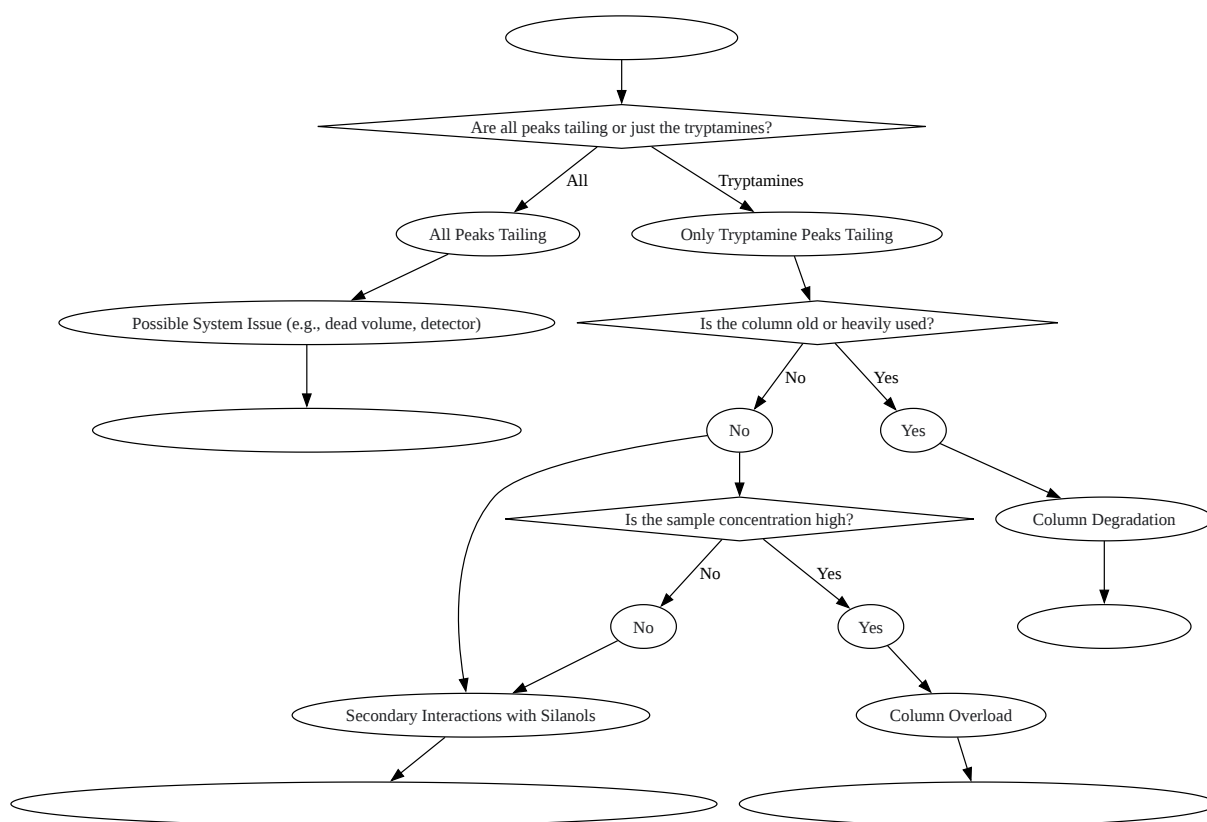 Are all peaks tailing or just the tryptamines?
All
Tryptamines
All Peaks Tailing
Only Tryptamine Peaks Tailing
Possible System Issue (e.g., dead volume, detector)
Is the column old or heavily used?
No
Yes
No
Yes
Is the sample concentration high?
Column Degradation
No
Yes
No
Yes
Secondary Interactions with Silanols
Column Overload